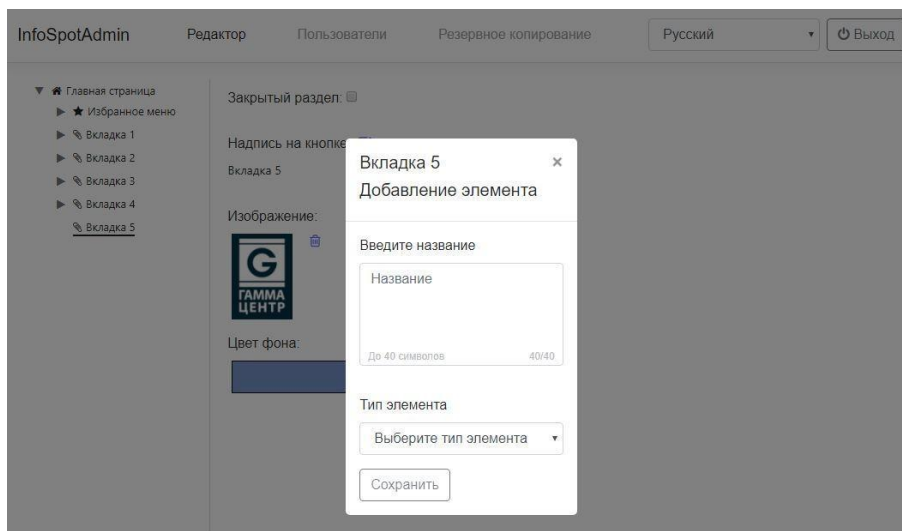 InfoSpotAdmin Редактор Пользователи Резервное копирование Русский Выход
Главная страница
Избранное меню
Вкладка 1
Вкладка 2
Вкладка 3
Вкладка 4
Вкладка 5
Закрытый раздел:
Надпись на кнопке
Вкладка 5
Изображение:
G
ГАММА
ЦЕНТР
Цвет фона:
Вкладка 5 ×
Добавление элемента
Введите название
Название
До 40 символов 40/40
Тип элемента
Выберите тип элемента
Сохранить